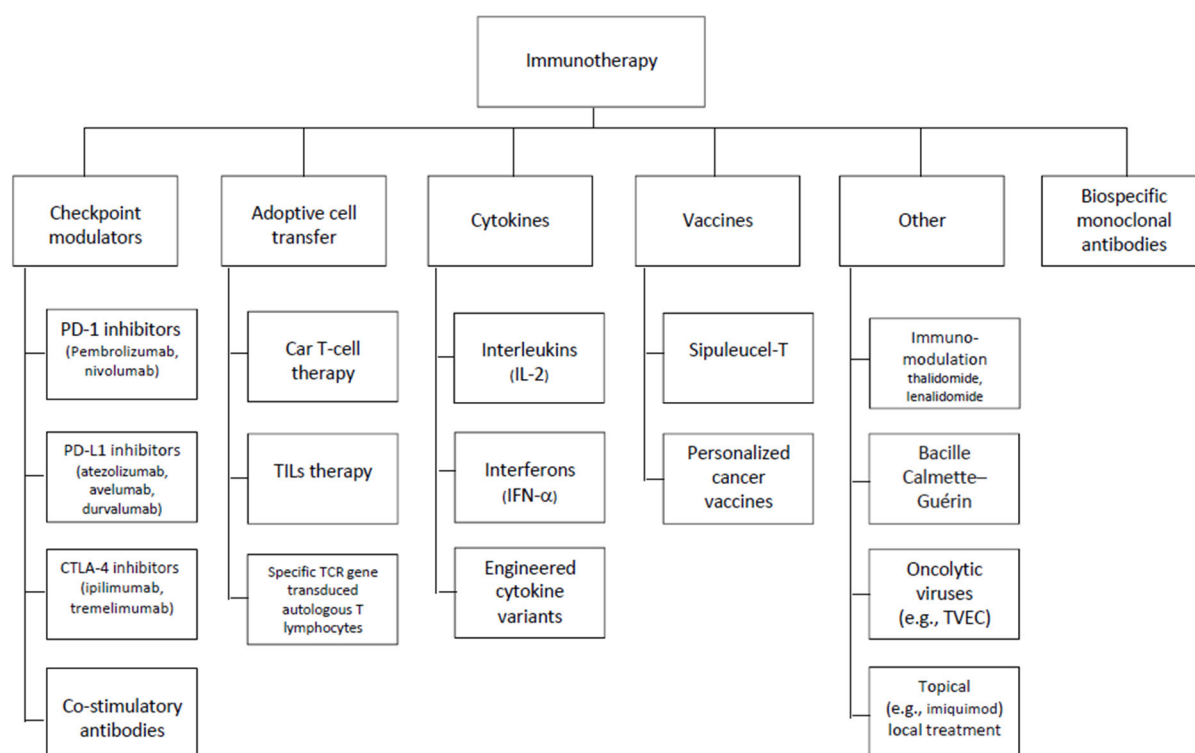 Immunotherapy
Checkpoint
modulators
Adoptive cell
transfer
Cytokines
Vaccines
Other
Biospecific
monoclonal
antibodies
PD-1 inhibitors
(Pembrolizumab,
nivolumab)
PD-L1 inhibitors
(atezolizumab,
avelumab,
durvalumab)
CTLA-4 inhibitors
(ipilimumab,
tremelimumab)
Co-stimulatory
antibodies
Car T-cell
therapy
TILs therapy
Specific TCR gene
transduced
autologous T
lymphocytes
Interleukins
(IL-2)
Interferons
(IFN-α)
Engineered
cytokine
variants
Sipuleucel-T
Personalized
cancer
vaccines
Immuno-
modulation
thalidomide,
lenalidomide
Bacille
Calmette–
Guérin
Oncolytic
viruses
(e.g., TVEC)
Topical
(e.g., imiquimod)
local treatment